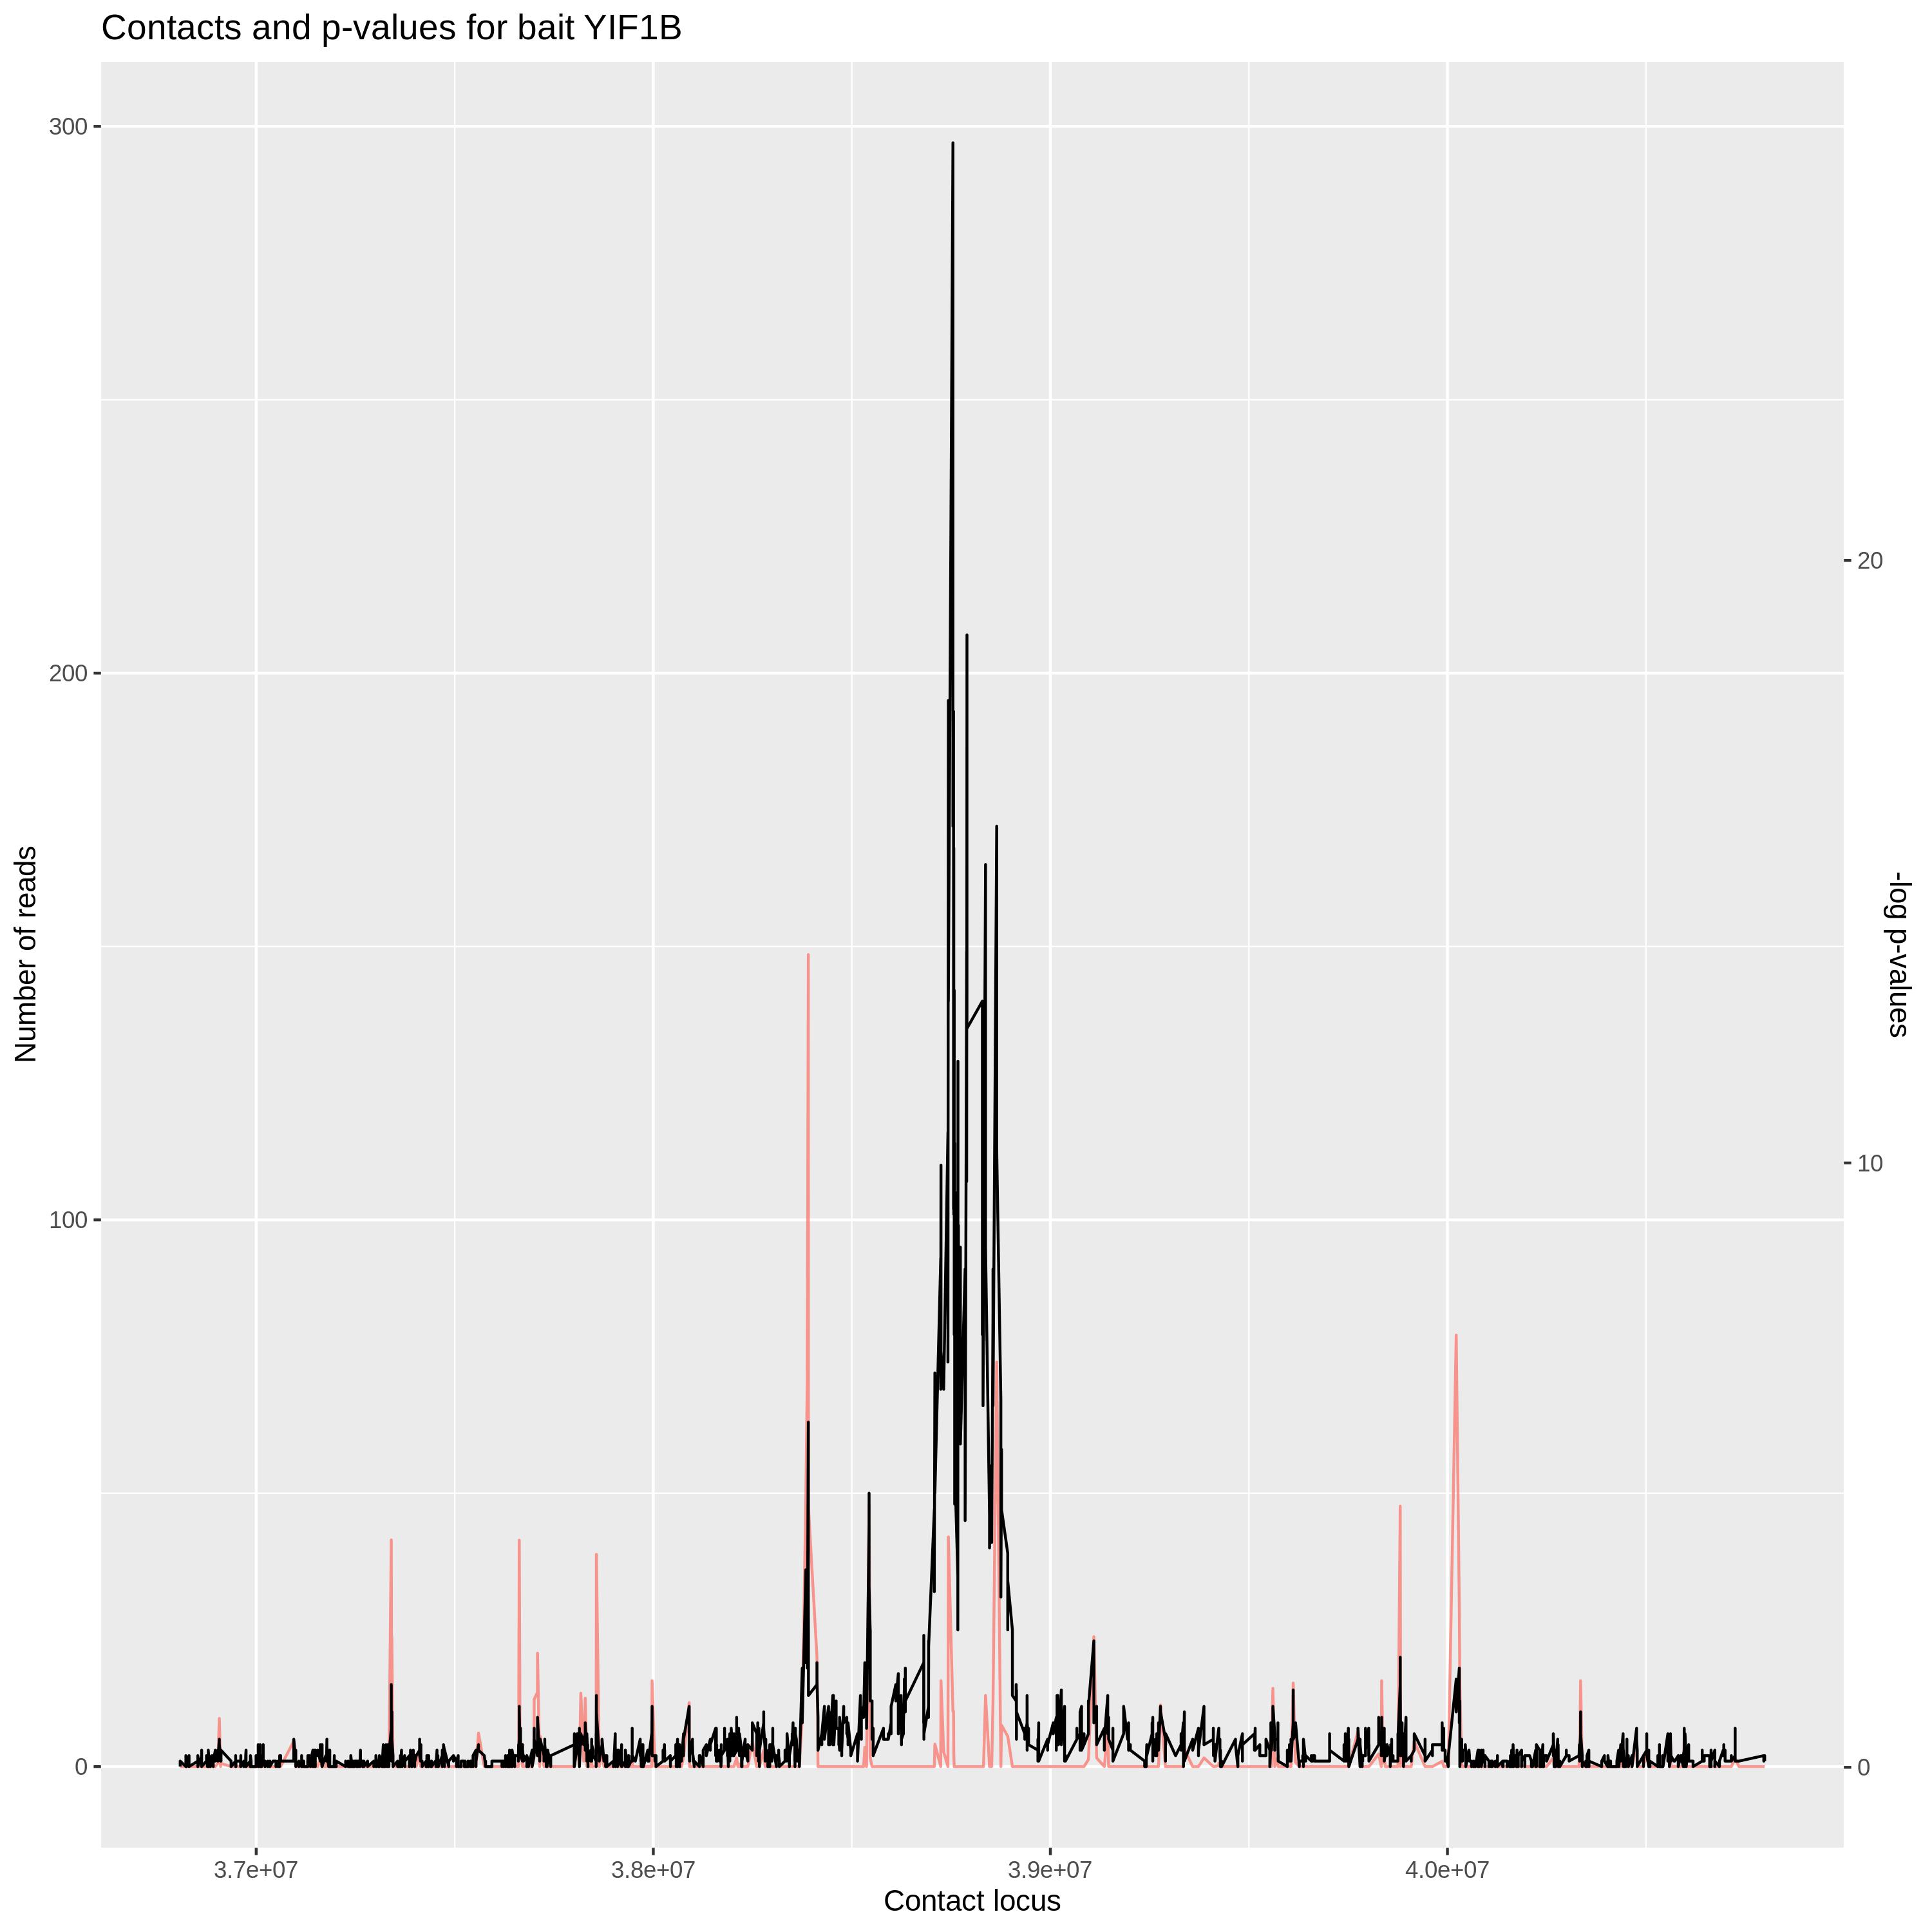 Contacts and p-values for bait YIF1B
300
200
100
0
Number of reads
20
10
0
-log p-values
3.7e+07
3.8e+07
3.9e+07
4.0e+07
Contact locus